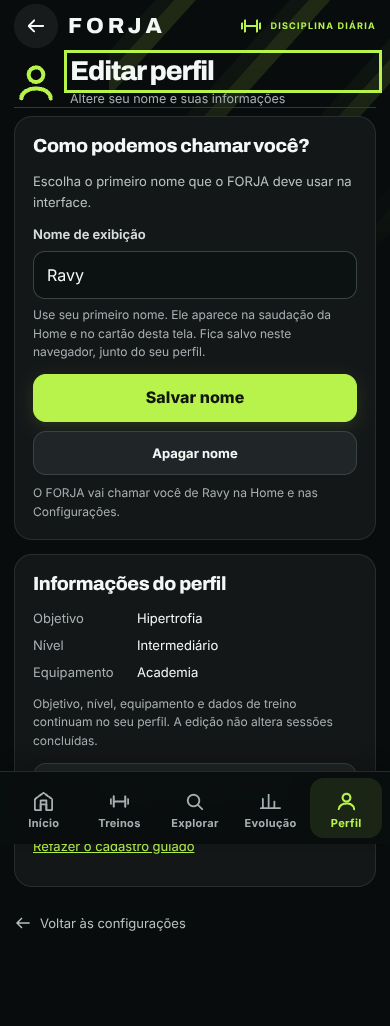 FORJA
DISCIPLINA DIÁRIA
Editar perfil
Altere seu nome e suas informações
Como podemos chamar você?
Escolha o primeiro nome que o FORJA deve usar na
interface.
Nome de exibição
Ravy
Use seu primeiro nome. Ele aparece na saudação da
Home e no cartão desta tela. Fica salvo neste
navegador, junto do seu perfil.
Salvar nome
Apagar nome
O FORJA vai chamar você de Ravy na Home e nas
Configurações.
Informações do perfil
Objetivo Hipertrofia
Nível Intermediário
Equipamento Academia
Objetivo, nível, equipamento e dados de treino
continuam no seu perfil. A edição não altera sessões
concluídas.
Início Treinos Explorar Evolução Perfil
Refazer o cadastro guiado
Voltar às configurações